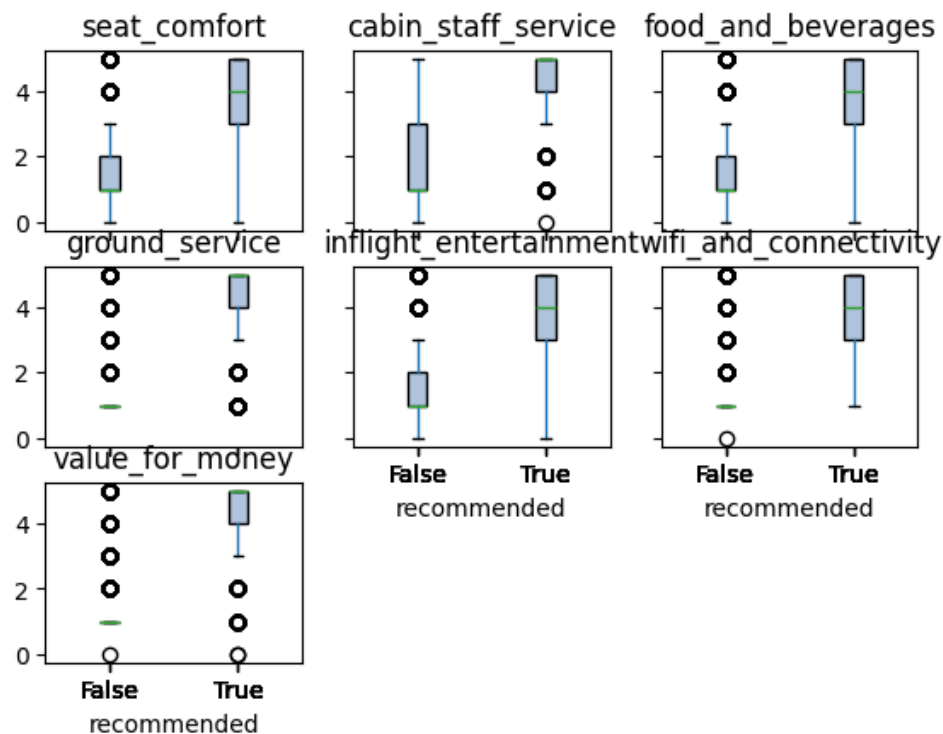 seat_comfort cabin_staff_service food_and_beverages
4
2
0
ground_service inflight_entertainment wifi_and_connectivity
4
2
0
value_for_money False True False True
recommended recommended
4
2
0
False True
recommended